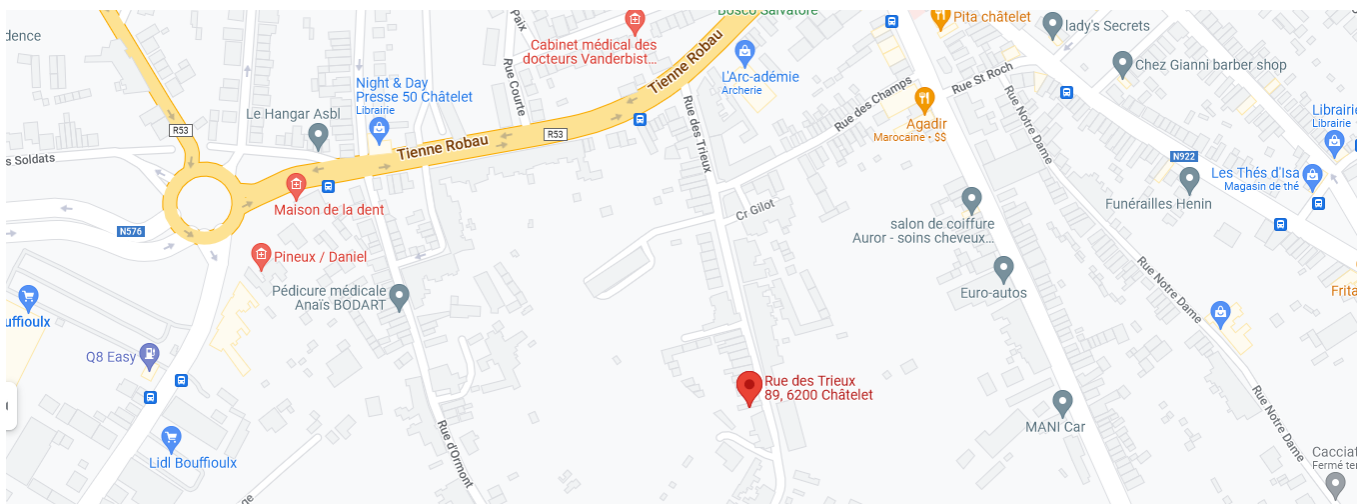 dence
Paix
Bosco Salvatore
Pita châtelet
lady's Secrets
Cabinet médical des
docteurs Vanderbist...
Tienne Robau
L'Arc-adémie
Archerie
Chez Gianni barber shop
Night & Day
Presse 50 Châtelet
Librairie
Rue Courte
Rue St Roch
Le Hangar Asbl
Rue des Trieux
Rue des Champs
Agadir
Marocaine - $$
Rue Notre Dame
Librairie
Librairie
R53
R53
Tienne Robau
s Soldats
N922
Les Thés d'Isa
Magasin de thé
Maison de la dent
Cr Gilot
Funérailles Henin
N576
salon de coiffure
Auror - soins cheveux...
Pineux / Daniel
Pédicure médicale
Anaïs BODART
Euro-autos
Rue Notre Dame
Frita
ouffioulx
Q8 Easy
Rue des Trieux
89, 6200 Châtelet
MANI Car
Rue Notre Dame
Rue d'Ormont
Lidl Bouffioulx
Cacciat
Fermé ter
ge